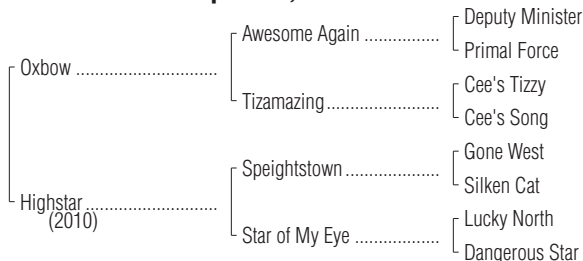 Deputy Minister
Awesome Again ..................
Primal Force
Oxbow ..................................
Cee's Tizzy
Tizamazing ...........................
Cee's Song
Gone West
Speightstown .......................
Silken Cat
Highstar ................................
(2010)
Lucky North
Star of My Eye ....................
Dangerous Star